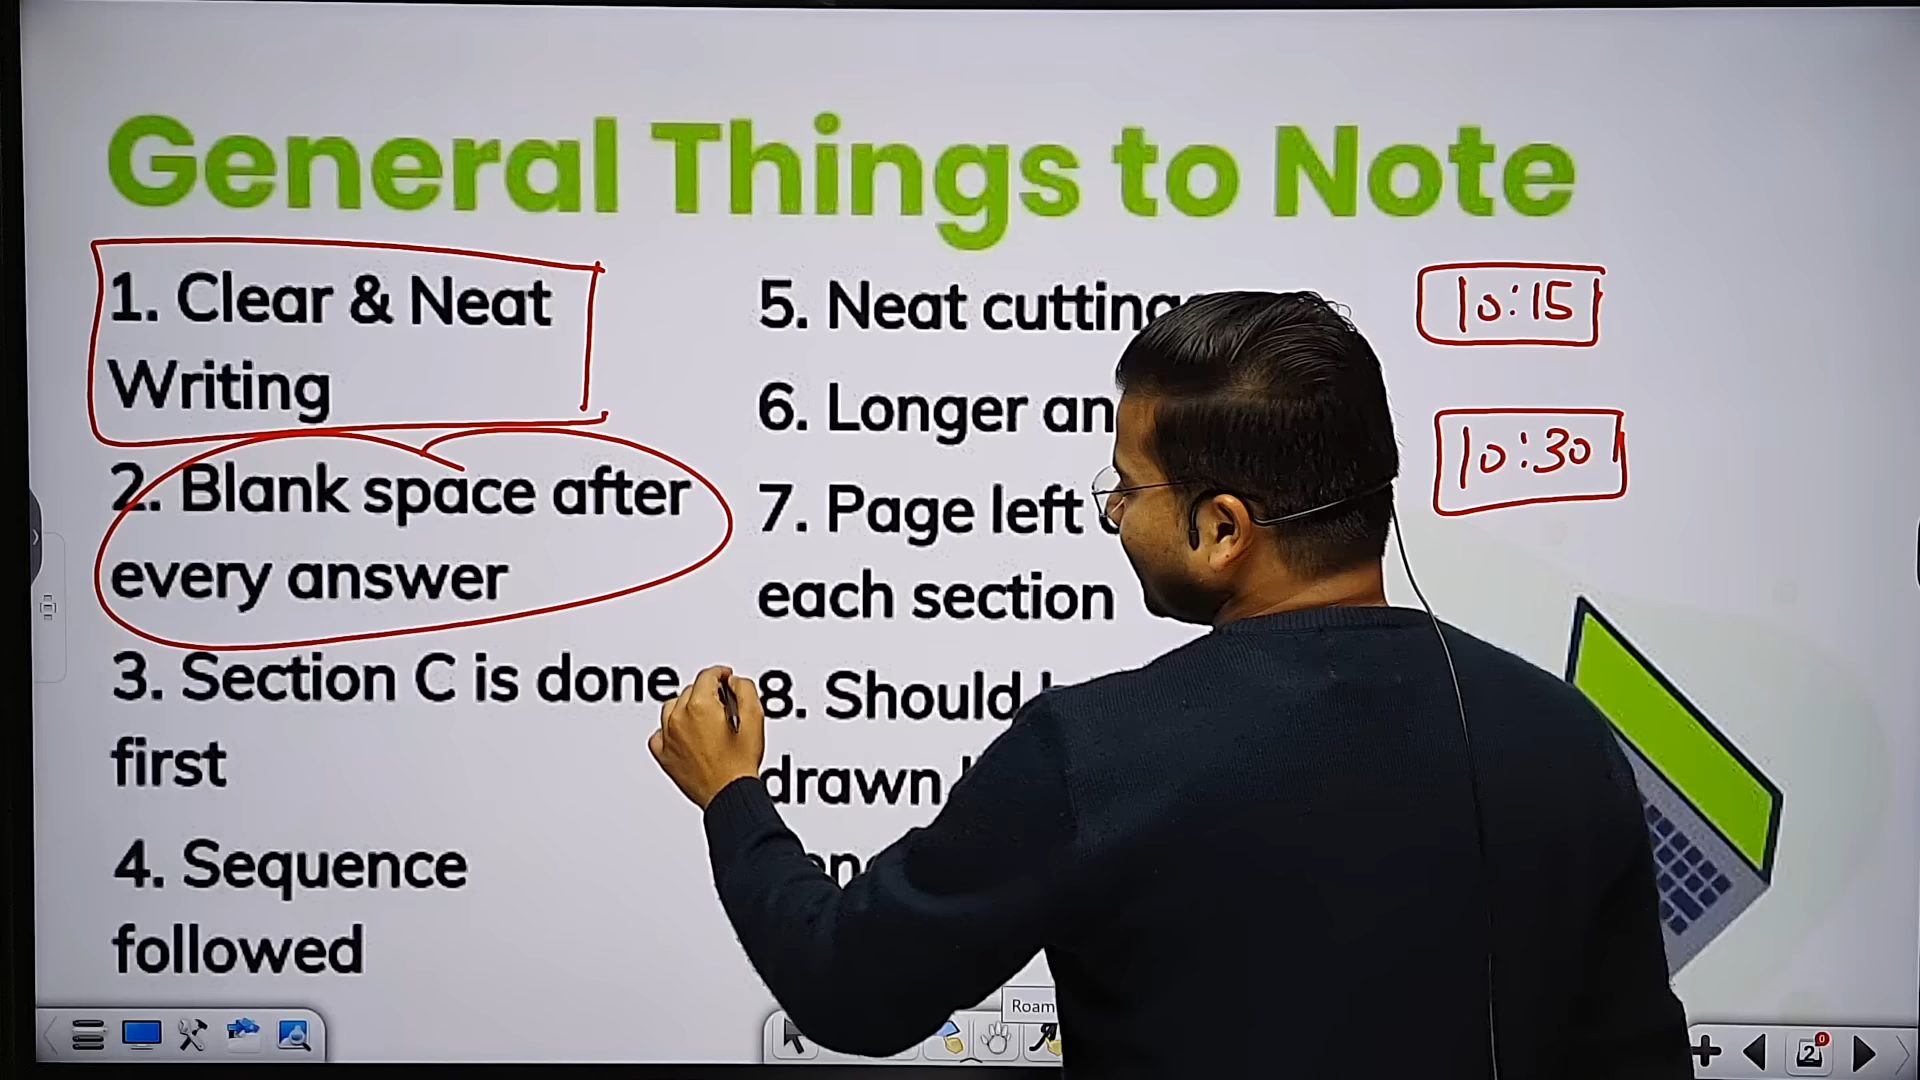 General Things to Note
1. Clear & Neat
Writing
2. Blank space after
every answer
3. Section C is done
first
4. Sequence
followed
5. Neat cutting
6. Longer
7. Page left
each section
8. Should
drawn
10:15
10:30
Roam
2
0